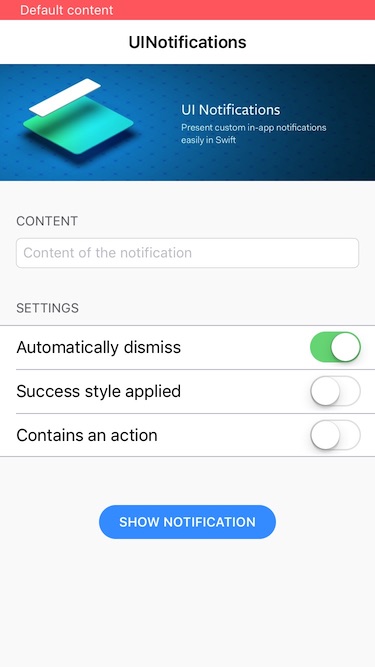 Default content
UINotifications
UI Notifications
Present custom in-app notifications
easily in Swift
CONTENT
Content of the notification
SETTINGS
Automatically dismiss
Success style applied
Contains an action
SHOW NOTIFICATION